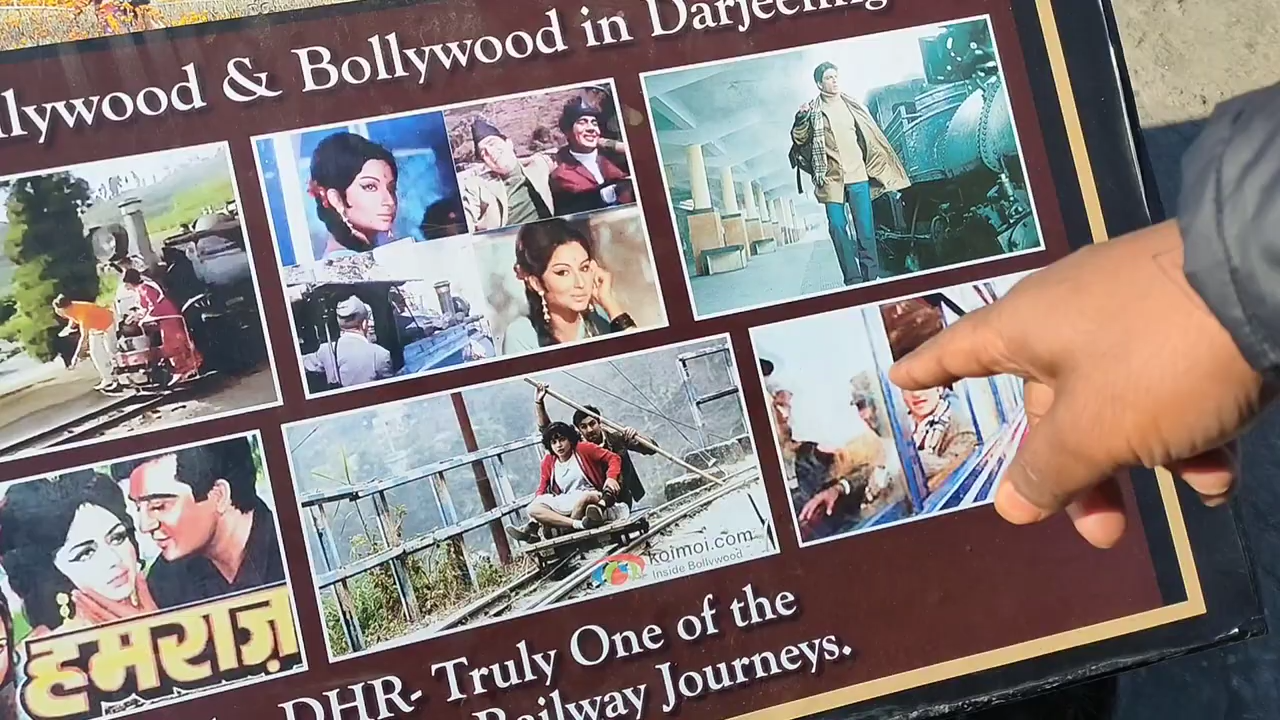 llywood & Bollywood in Darjeeling
हमराज़
koimoi.com
Inside Bollywood
DHR- Truly One of the
Railway Journeys.